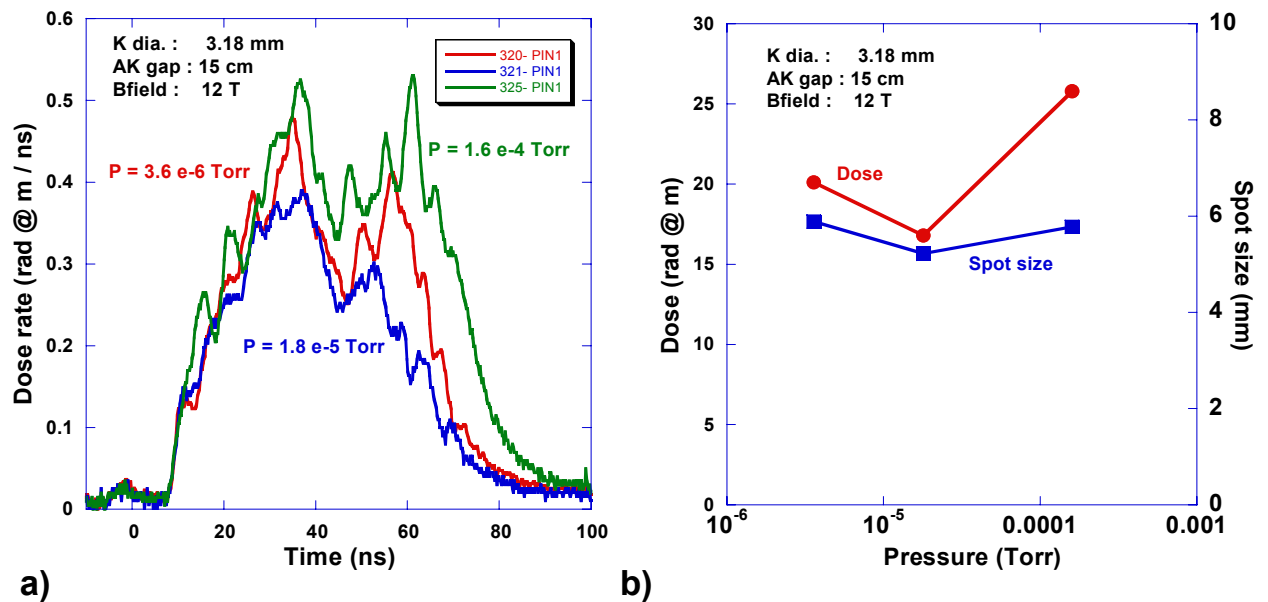 0.6
0.5
0.4
0.3
0.2
0.1
0
Dose rate (rad @ m / ns)
K dia. : 3.18 mm
AK gap : 15 cm
Bfield : 12 T
320- PIN1
321- PIN1
325- PIN1
P = 3.6 e-6 Torr
P = 1.6 e-4 Torr
P = 1.8 e-5 Torr
0 20 40 60 80 100
Time (ns)
a)
30
25
20
15
10
5
0
Dose (rad @ m)
K dia. : 3.18 mm
AK gap : 15 cm
Bfield : 12 T
Dose
Spot size
10
8
6
4
2
0
Spot size (mm)
10-6 10-5 0.0001 0.001
Pressure (Torr)
b)